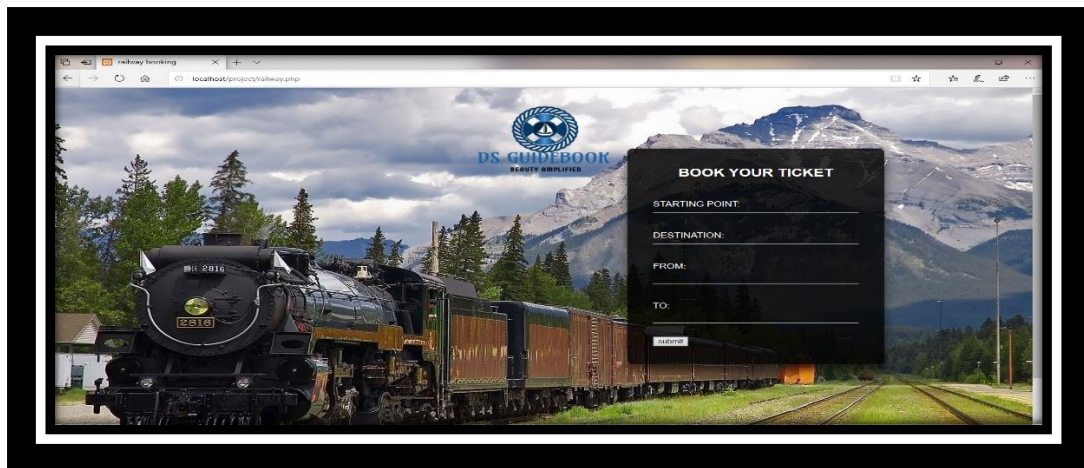 railway booking
localhost/project/railway.php
DS GUIDEBOOK
BEAUTY AMPLIFIED
BOOK YOUR TICKET
STARTING POINT:
DESTINATION:
FROM:
TO:
submit
2816
2816